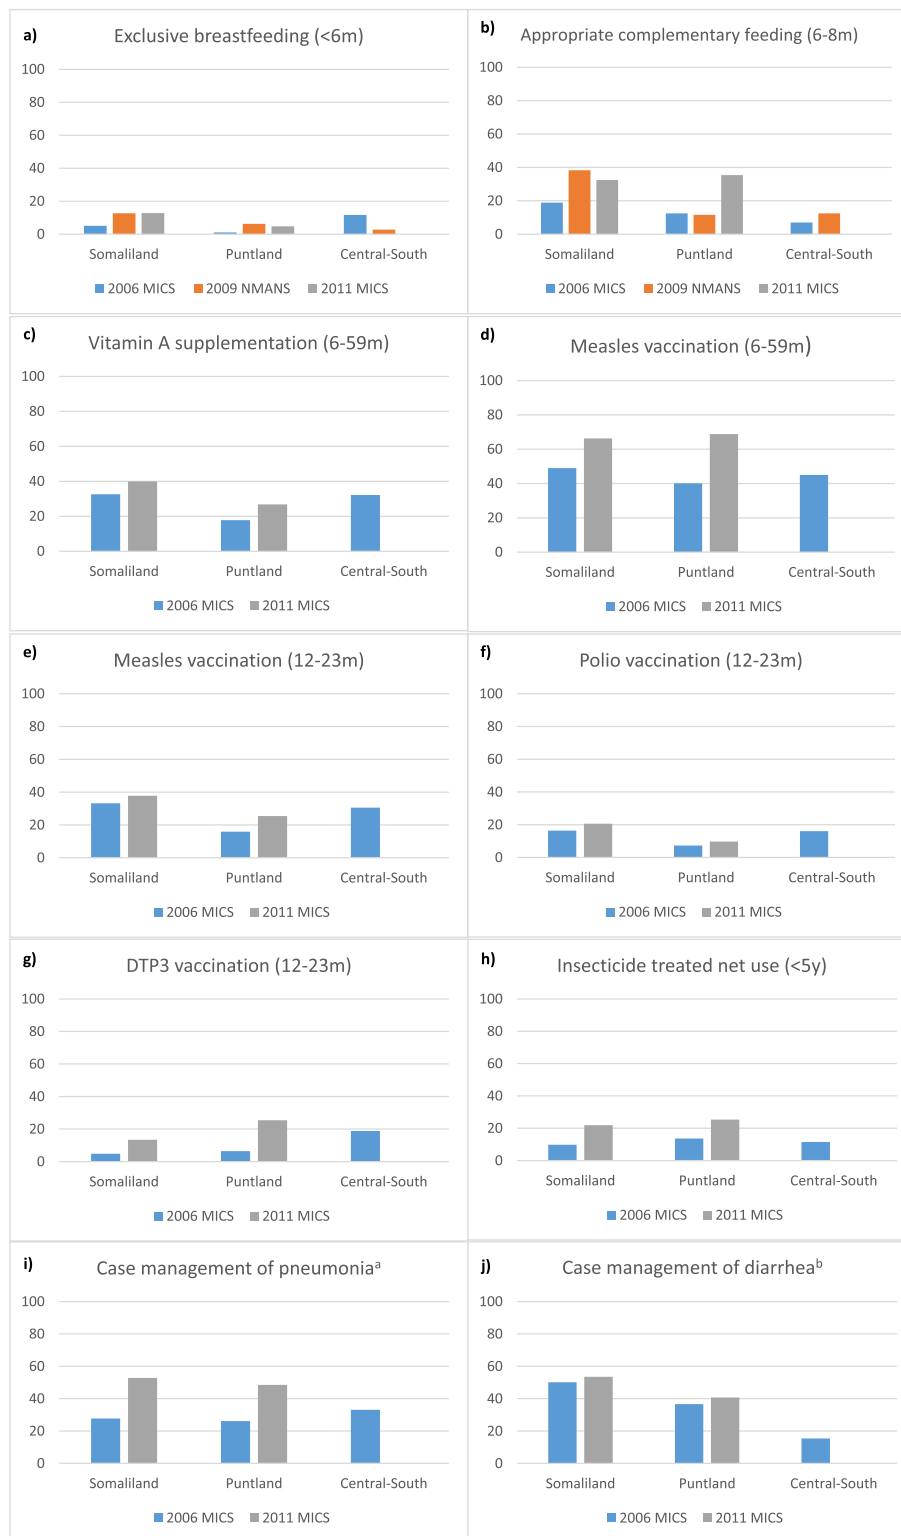 a) Exclusive breastfeeding (<6m)
100
80
60
40
20
0
Somaliland Puntland Central-South
2006 MICS 2009 NMANS 2011 MICS
b) Appropriate complementary feeding (6-8m)
100
80
60
40
20
0
Somaliland Puntland Central-South
2006 MICS 2009 NMANS 2011 MICS
c) Vitamin A supplementation (6-59m)
100
80
60
40
20
0
Somaliland Puntland Central-South
2006 MICS 2011 MICS
d) Measles vaccination (6-59m)
100
80
60
40
20
0
Somaliland Puntland Central-South
2006 MICS 2011 MICS
e) Measles vaccination (12-23m)
100
80
60
40
20
0
Somaliland Puntland Central-South
2006 MICS 2011 MICS
f) Polio vaccination (12-23m)
100
80
60
40
20
0
Somaliland Puntland Central-South
2006 MICS 2011 MICS
g) DTP3 vaccination (12-23m)
100
80
60
40
20
0
Somaliland Puntland Central-South
2006 MICS 2011 MICS
h) Insecticide treated net use (<5y)
100
80
60
40
20
0
Somaliland Puntland Central-South
2006 MICS 2011 MICS
i) Case management of pneumoniaᵃ
100
80
60
40
20
0
Somaliland Puntland Central-South
2006 MICS 2011 MICS
j) Case management of diarrheaᵇ
100
80
60
40
20
0
Somaliland Puntland Central-South
2006 MICS 2011 MICS